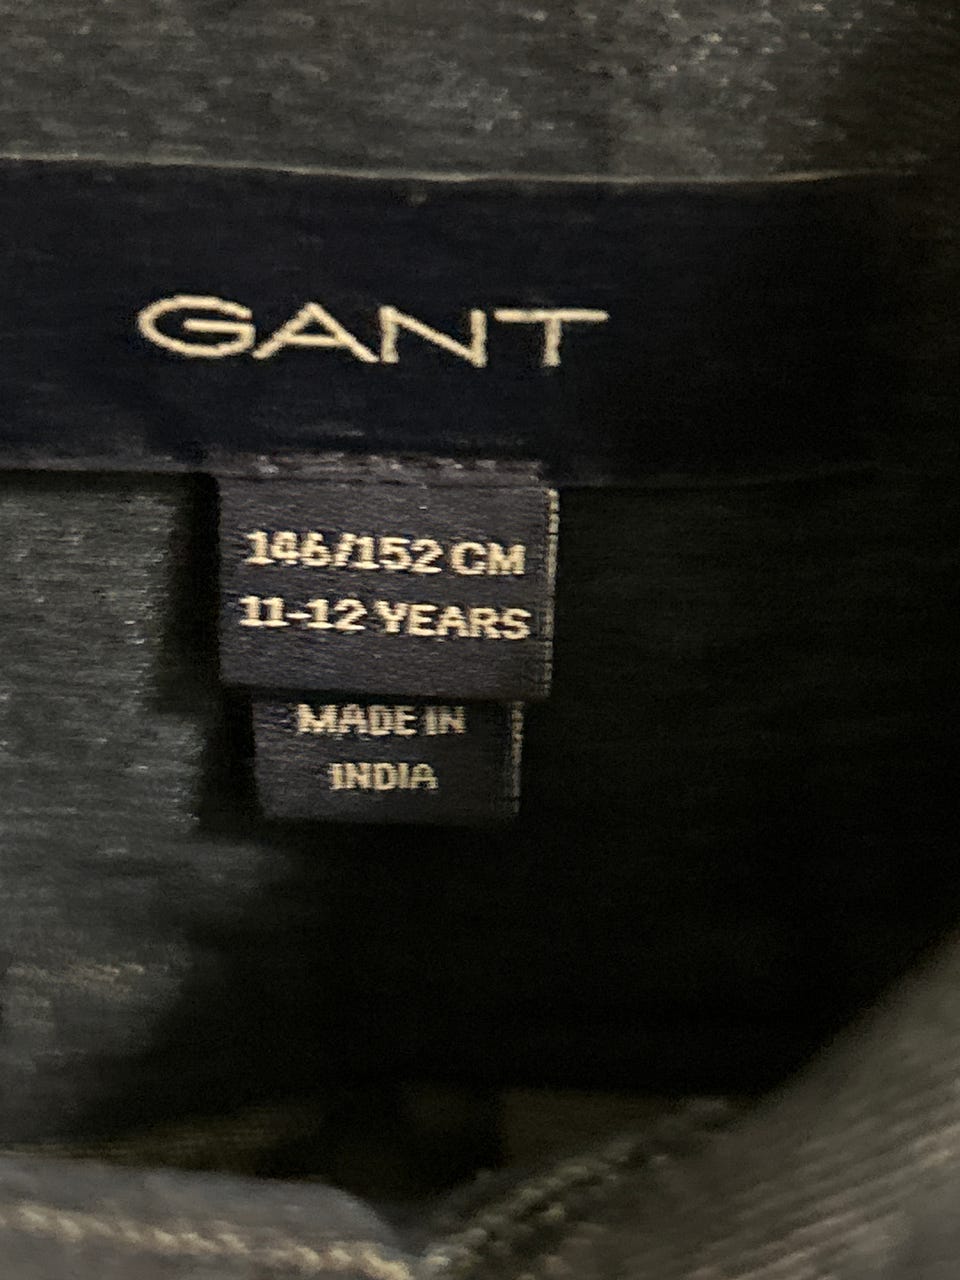 GANT
146/152 CM
11-12 YEARS
MADE IN
INDIA